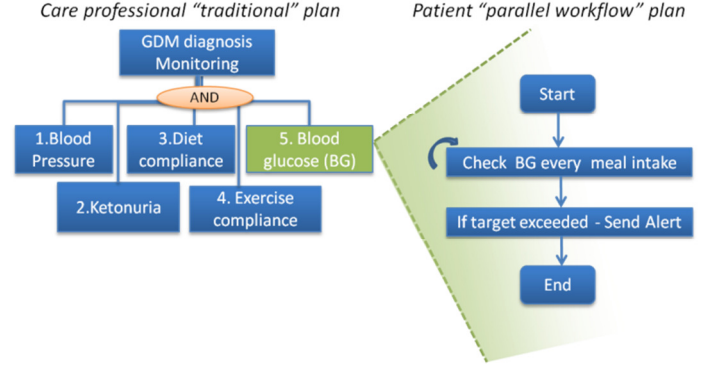 Care professional “traditional” plan
Patient “parallel workflow” plan
GDM diagnosis
Monitoring
AND
1.Blood
Pressure
3.Diet
compliance
5. Blood
glucose (BG)
2.Ketonuria
4. Exercise
compliance
Start
Check BG every meal intake
If target exceeded - Send Alert
End